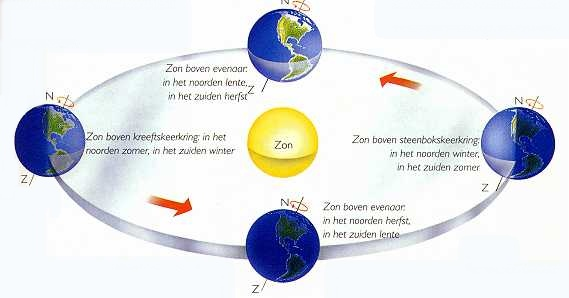 N
Zon boven evenaar:
in het noorden lente,
in het zuiden herfst
Z
N
Zon boven kreeftskeerkring: in het
noorden zomer, in het zuiden winter
Z
Zon
N
Zon boven steenbokskeerkring:
in het noorden winter,
in het zuiden zomer
Z
N
Zon boven evenaar:
in het noorden herfst,
in het zuiden lente
Z